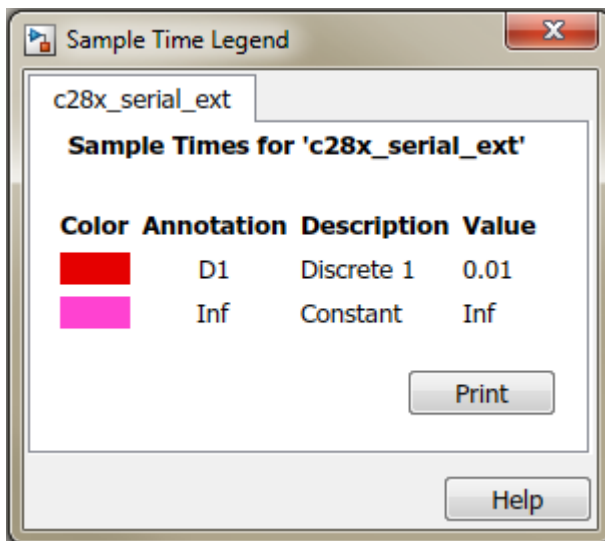 Sample Time Legend
c28x_serial_ext
Sample Times for 'c28x_serial_ext'
Color Annotation Description Value
D1 Discrete 1 0.01
Inf Constant Inf
Print
Help